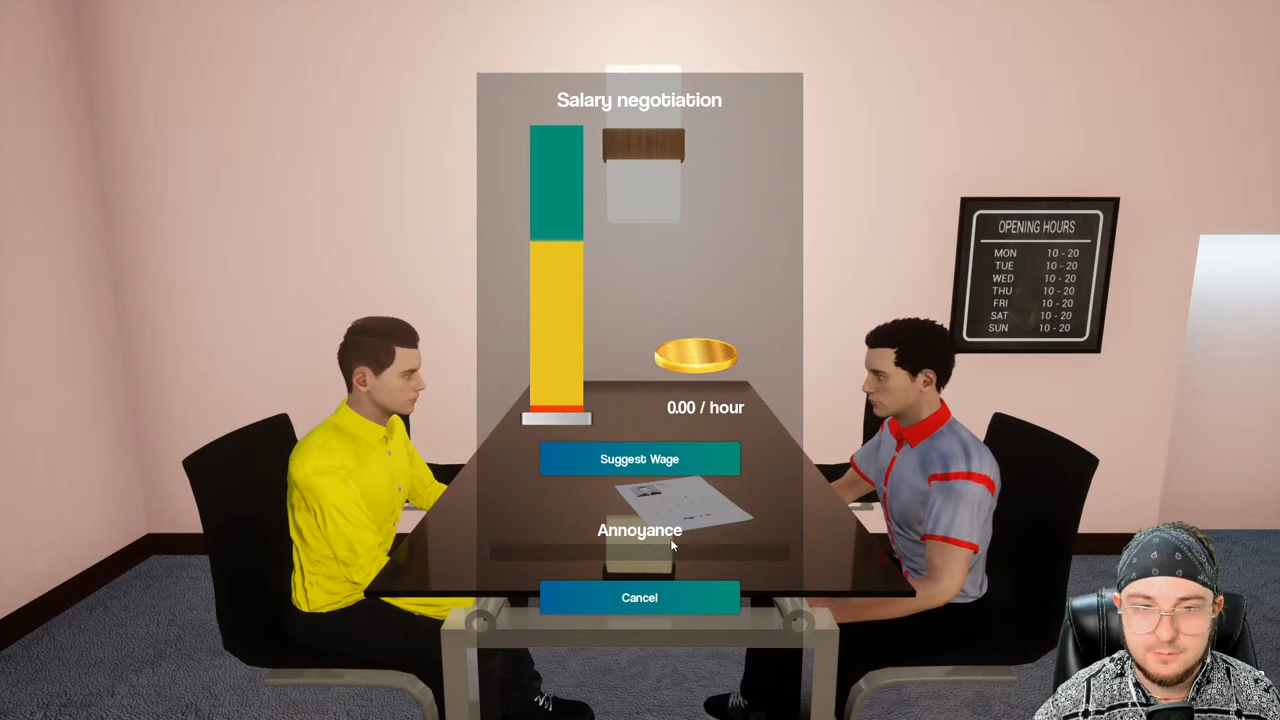 Salary negotiation
OPENING HOURS
MON 10 - 20
TUE 10 - 20
WED 10 - 20
THU 10 - 20
FRI 10 - 20
SAT 10 - 20
SUN 10 - 20
0.00 / hour
Suggest Wage
Annoyance
Cancel